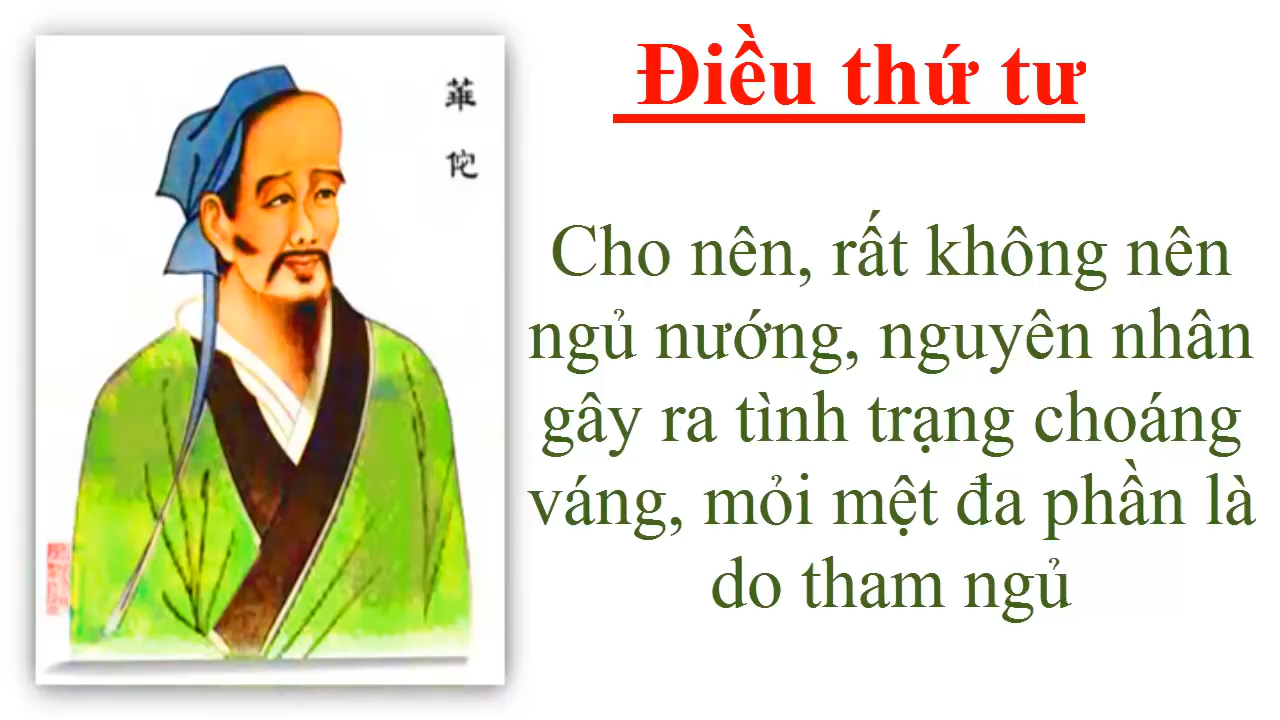 華
佗
Điều thứ tư
Cho nên, rất không nên
ngủ nướng, nguyên nhân
gây ra tình trạng choáng
váng, mỏi mệt đa phần là
do tham ngủ